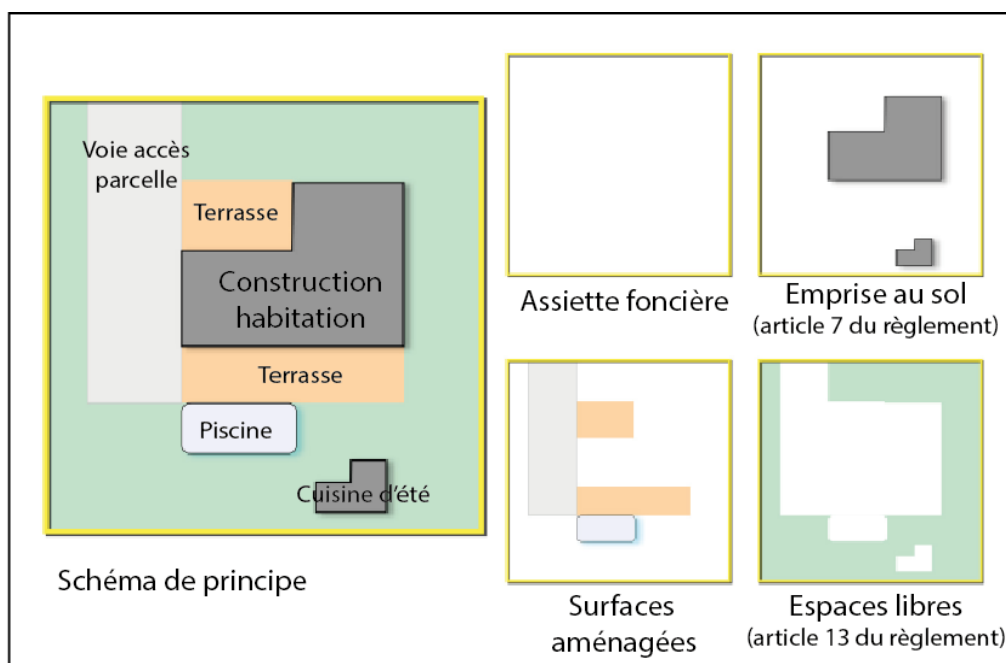 Voie accès
parcelle
Terrasse
Construction
habitation
Terrasse
Piscine
Cuisine d'été
Schéma de principe
Assiette foncière
Emprise au sol
(article 7 du règlement)
Surfaces
aménagées
Espaces libres
(article 13 du règlement)